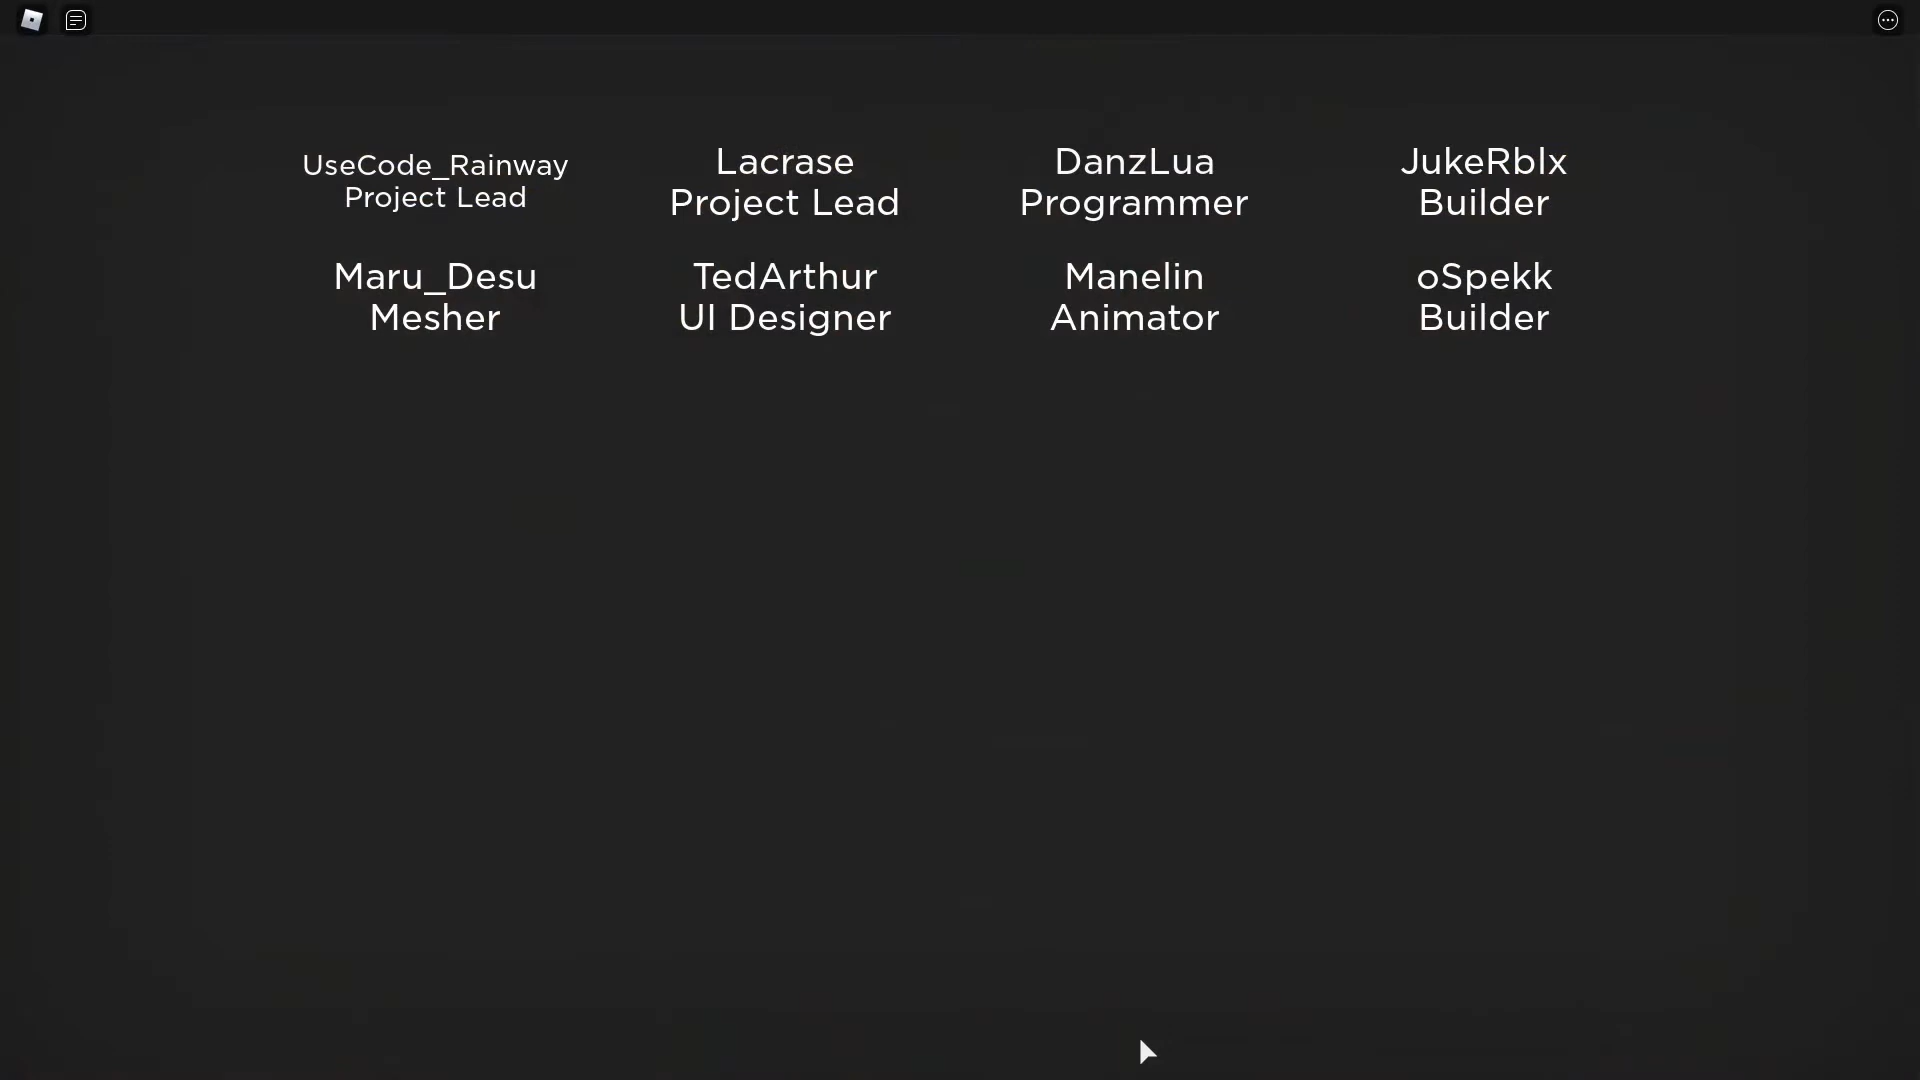 UseCode_Rainway
Project Lead
Lacrase
Project Lead
DanzLua
Programmer
JukeRblx
Builder
Maru_Desu
Mesher
TedArthur
UI Designer
Manelin
Animator
oSpekk
Builder